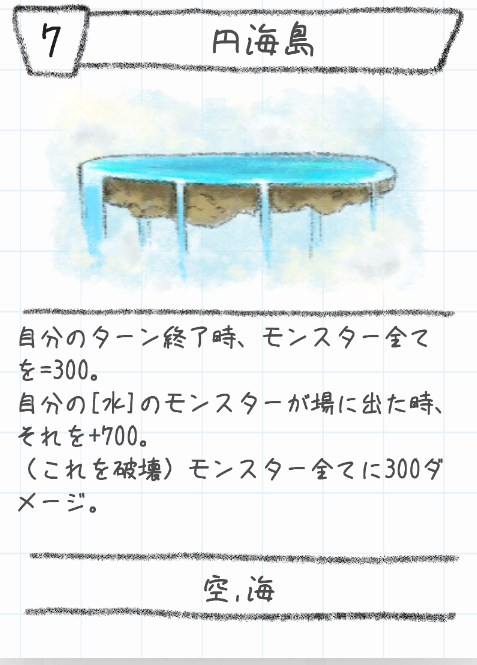 7
円海島
自分のターン終了時、モンスター全て
を=300。
自分の[水]のモンスターが場に出た時、
それを+700。
（これを破壊）モンスター全てに300ダ
メージ。
空,海